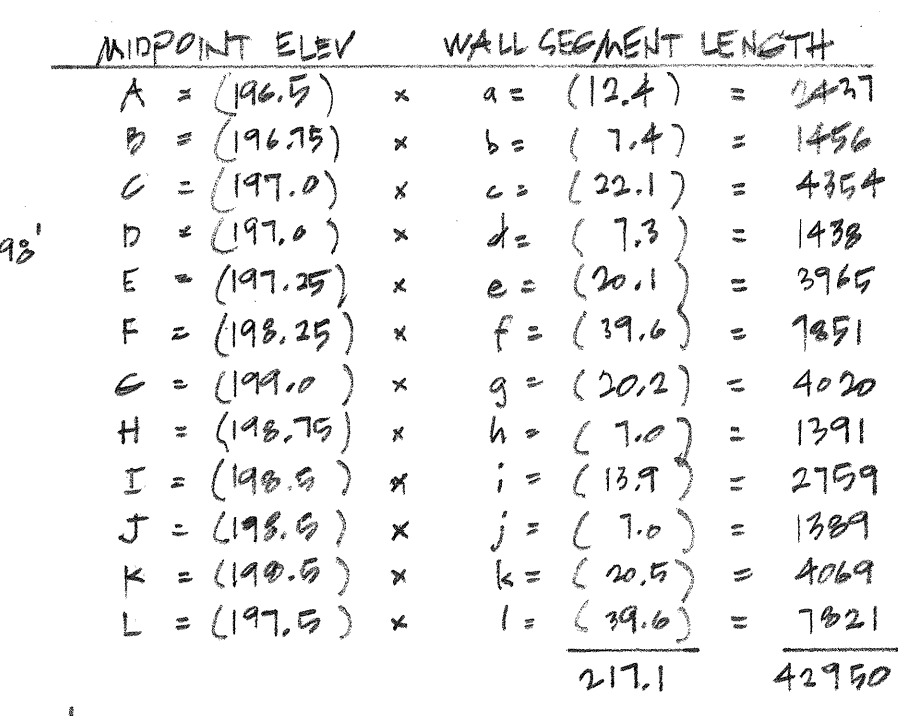 MIDPOINT ELEV WALL SEGMENT LENGTH
A = (196.5) × a = (12.4) = 2437
B = (196.75) × b = (7.4) = 1456
C = (197.0) × c = (22.1) = 4354
98' D = (197.0) × d = (7.3) = 1438
E = (197.25) × e = (20.1) = 3965
F = (198.25) × f = (39.6) = 7851
G = (199.0) × g = (20.2) = 4020
H = (198.75) × h = (7.0) = 1391
I = (198.5) × i = (13.9) = 2759
J = (198.5) × j = (7.0) = 1389
K = (198.5) × k = (20.5) = 4069
L = (197.5) × l = (39.6) = 7821
217.1 42950